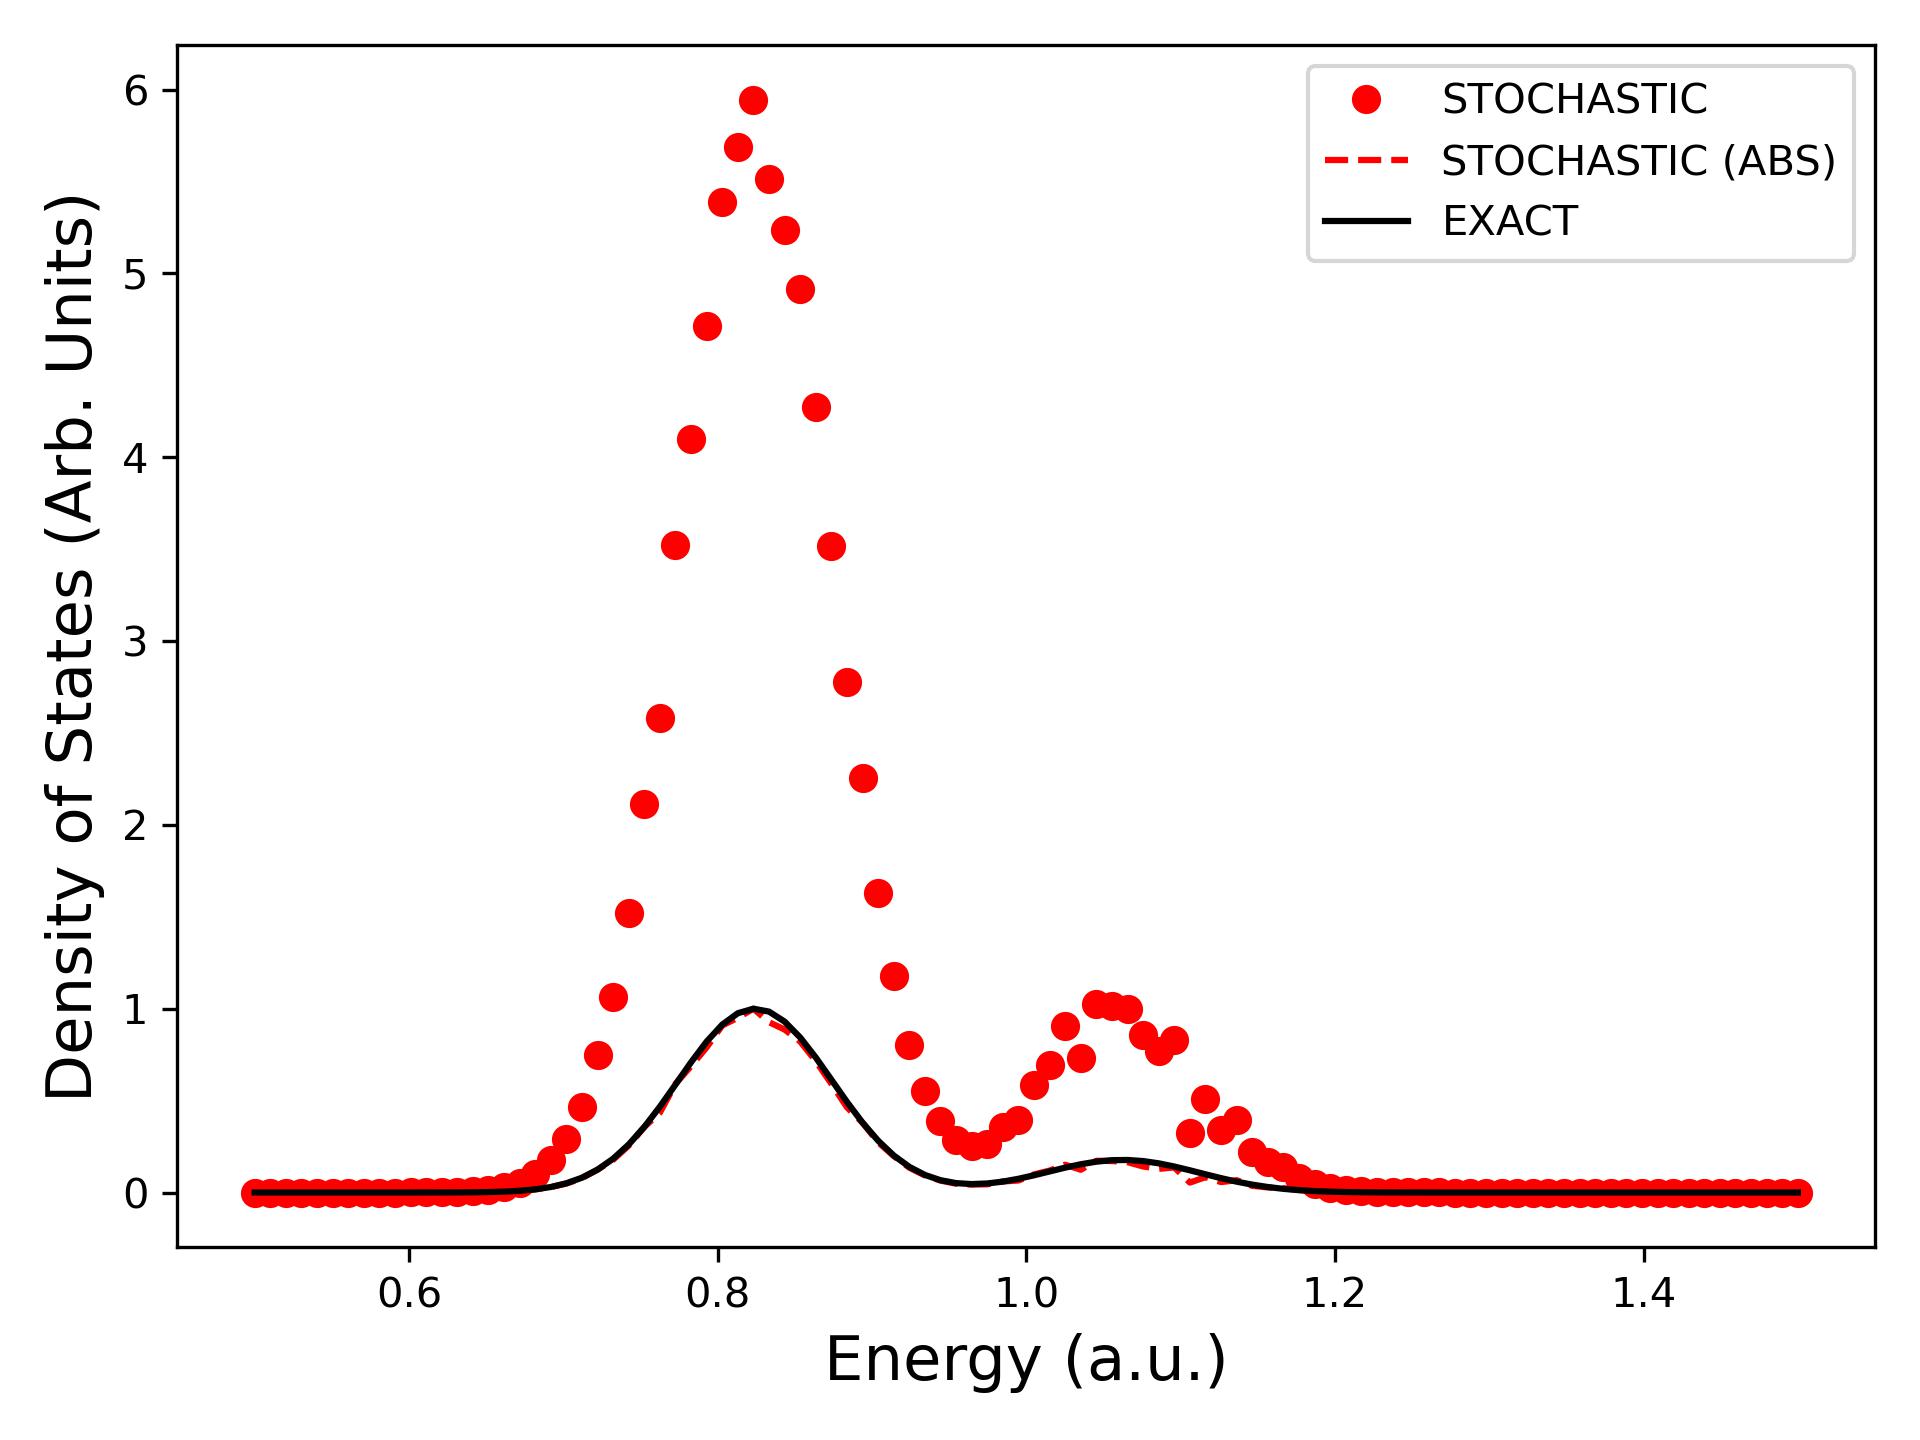 STOCHASTIC
STOCHASTIC (ABS)
EXACT
Density of States (Arb. Units)
6
5
4
3
2
1
0
0.6 0.8 1.0 1.2 1.4
Energy (a.u.)